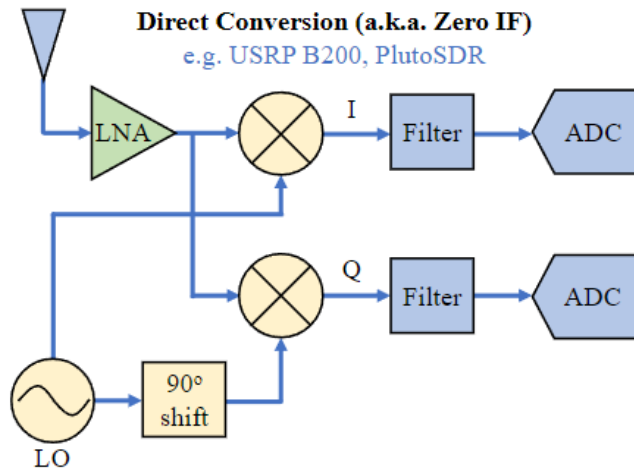 Direct Conversion (a.k.a. Zero IF)
e.g. USRP B200, PlutoSDR
LNA
I
Filter
ADC
Q
Filter
ADC
90° 
shift
LO